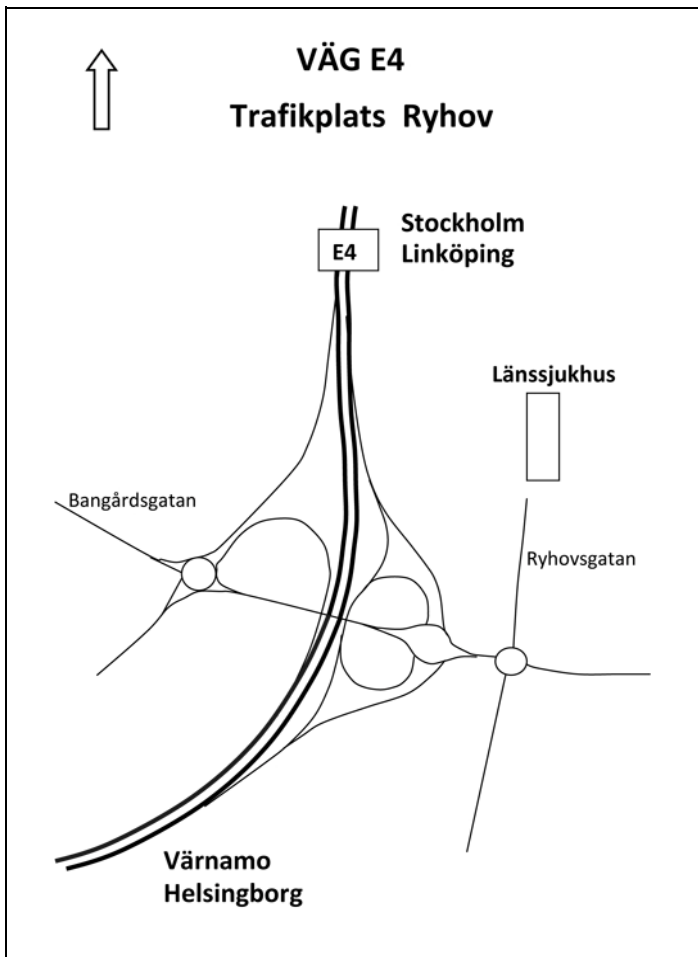 VÄG E4
Trafikplats Ryhov
Stockholm
Linköping
E4
Länssjukhus
Bangårdsgatan
Ryhovsgatan
Värnamo
Helsingborg